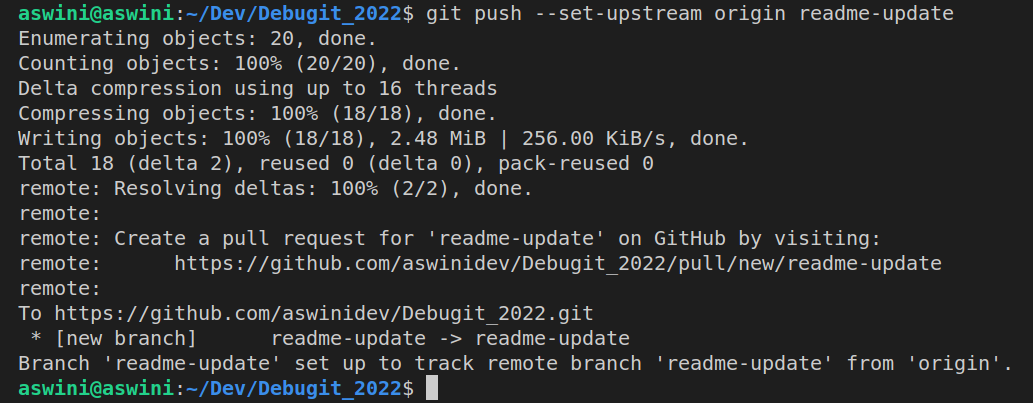 aswini@aswini:~/Dev/Debugit_2022$ git push --set-upstream origin readme-update
Enumerating objects: 20, done.
Counting objects: 100% (20/20), done.
Delta compression using up to 16 threads
Compressing objects: 100% (18/18), done.
Writing objects: 100% (18/18), 2.48 MiB | 256.00 KiB/s, done.
Total 18 (delta 2), reused 0 (delta 0), pack-reused 0
remote: Resolving deltas: 100% (2/2), done.
remote:
remote: Create a pull request for 'readme-update' on GitHub by visiting:
remote:      https://github.com/aswinidev/Debugit_2022/pull/new/readme-update
remote:
To https://github.com/aswinidev/Debugit_2022.git
 * [new branch]      readme-update -> readme-update
Branch 'readme-update' set up to track remote branch 'readme-update' from 'origin'.
aswini@aswini:~/Dev/Debugit_2022$